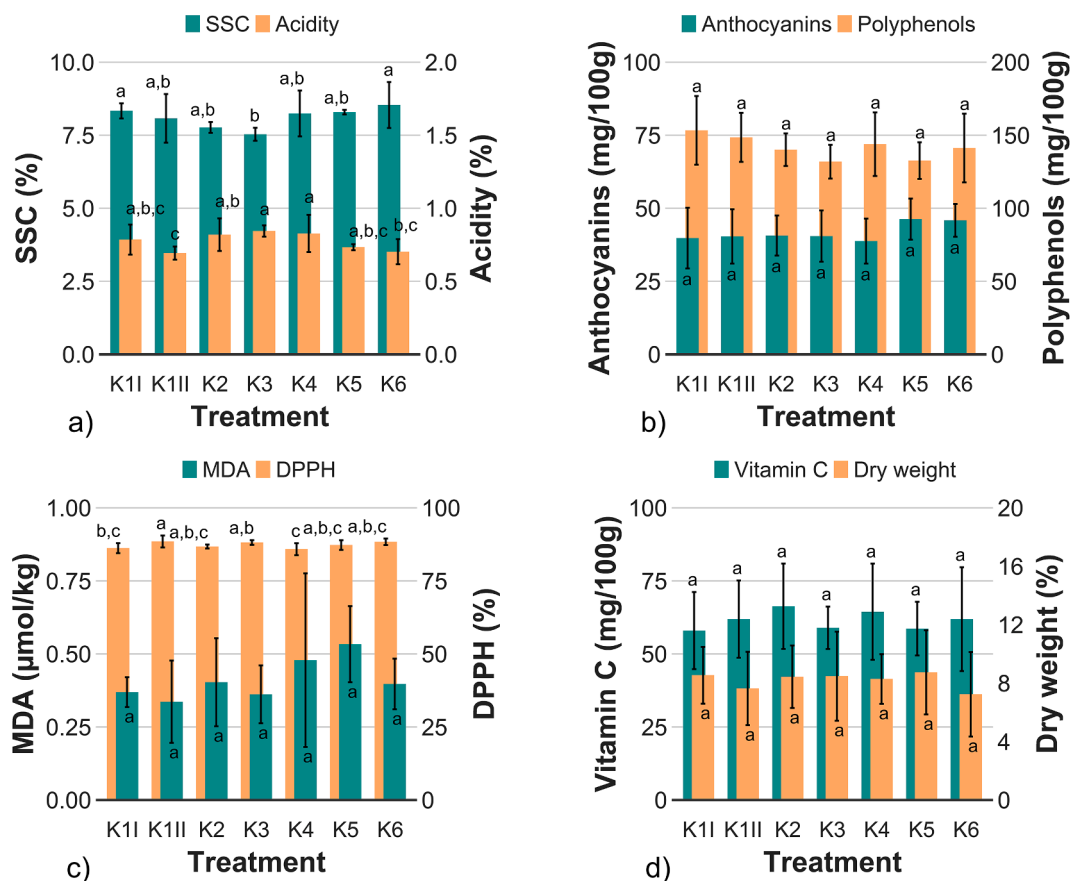 SSC Acidity
10.0
7.5
5.0
2.5
0.0
SSC (%)
2.0
1.5
1.0
0.5
0.0
Acidity (%)
a a,b a,b b a,b a,b a
a,b,c c a,b a a a,b,c b,c
K1I K1II K2 K3 K4 K5 K6
Treatment
a)
Anthocyanins Polyphenols
100
75
50
25
0
Anthocyanins (mg/100g)
200
150
100
50
0
Polyphenols (mg/100g)
a a a a a a a
a a a a a a a
K1I K1II K2 K3 K4 K5 K6
Treatment
b)
MDA DPPH
1.00
0.75
0.50
0.25
0.00
MDA (μmol/kg)
100
75
50
25
0
DPPH (%)
b,c a a,b,c a,b c a,b,c a,b,c
a a a a a a a
K1I K1II K2 K3 K4 K5 K6
Treatment
c)
Vitamin C Dry weight
100
75
50
25
0
Vitamin C (mg/100g)
20
16
12
8
4
0
Dry weight (%)
a a a a a a a
a a a a a a a
K1I K1II K2 K3 K4 K5 K6
Treatment
d)